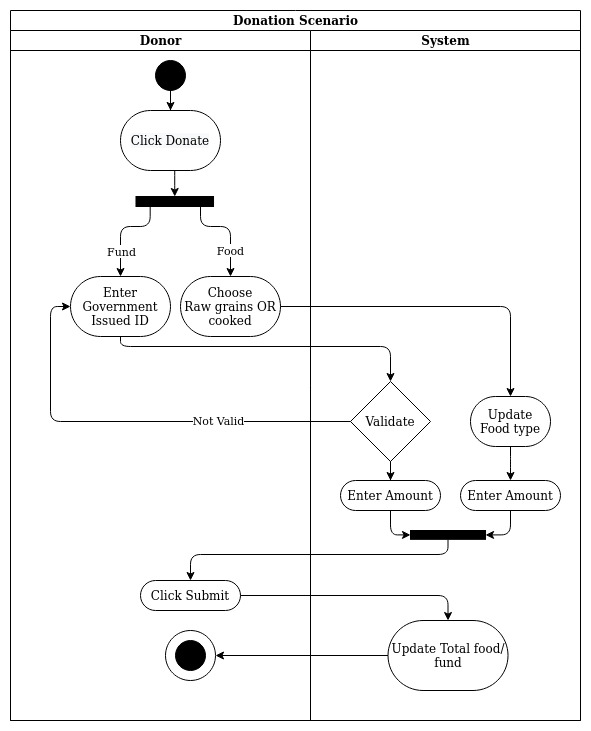 Donation Scenario
Donor
System
Click Donate
Fund
Food
Enter
Government
Issued ID
Choose
Raw grains OR
cooked
Not Valid
Validate
Update
Food type
Enter Amount
Enter Amount
Click Submit
Update Total food/
fund